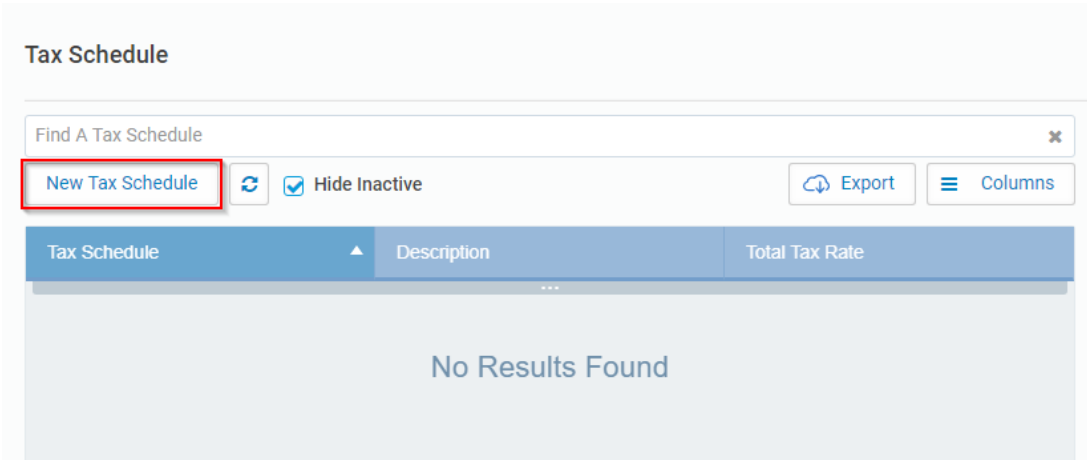 Tax Schedule
Find A Tax Schedule
New Tax Schedule Hide Inactive Export Columns
Tax Schedule Description Total Tax Rate
No Results Found